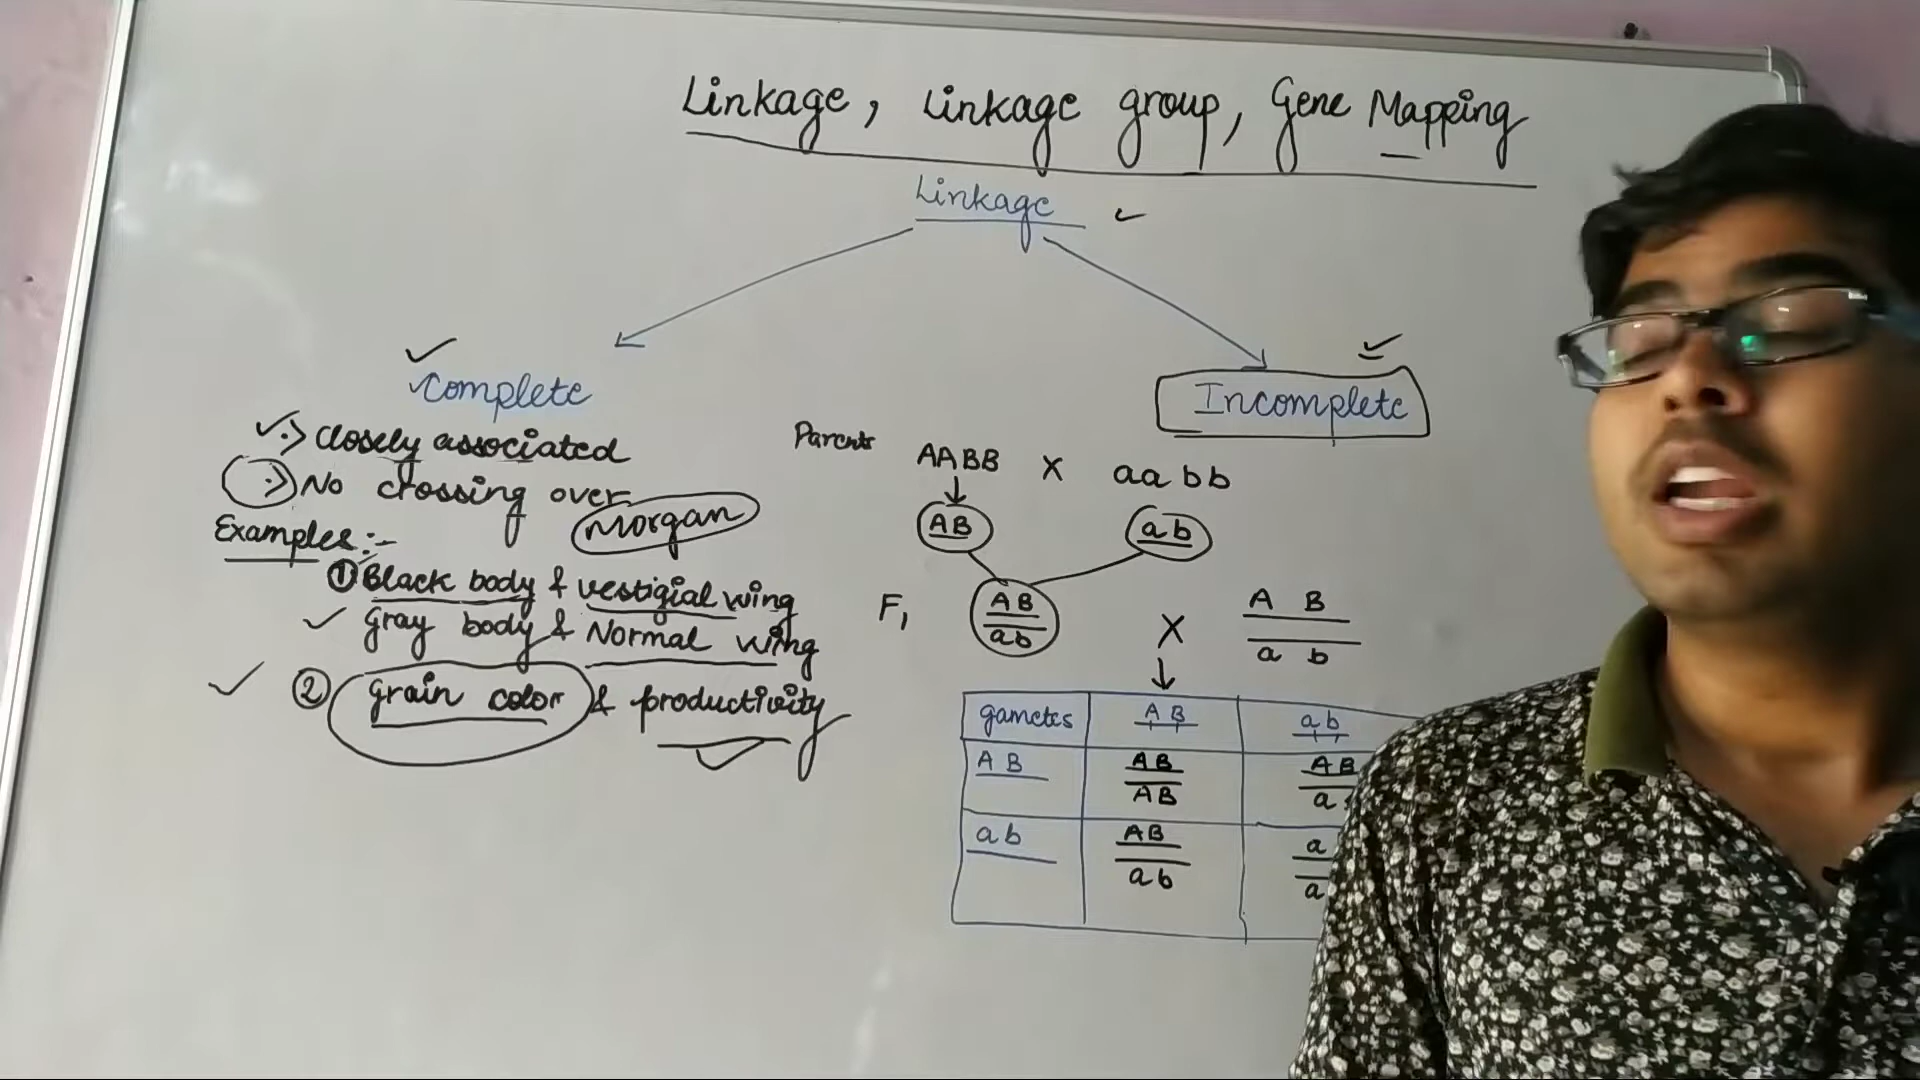 Linkage, Linkage group, Gene Mapping
Linkage
Complete
Closely associated
No crossing over
Morgan
Examples:-
① Black body & vestigial wing
Gray body & Normal wing
② grain color & productivity
Incomplete
Parents AABB X aabb
AB ab
F1 AB X A B
ab a b
gametes AB ab
AB AB AB
AB a
ab AB a
ab a